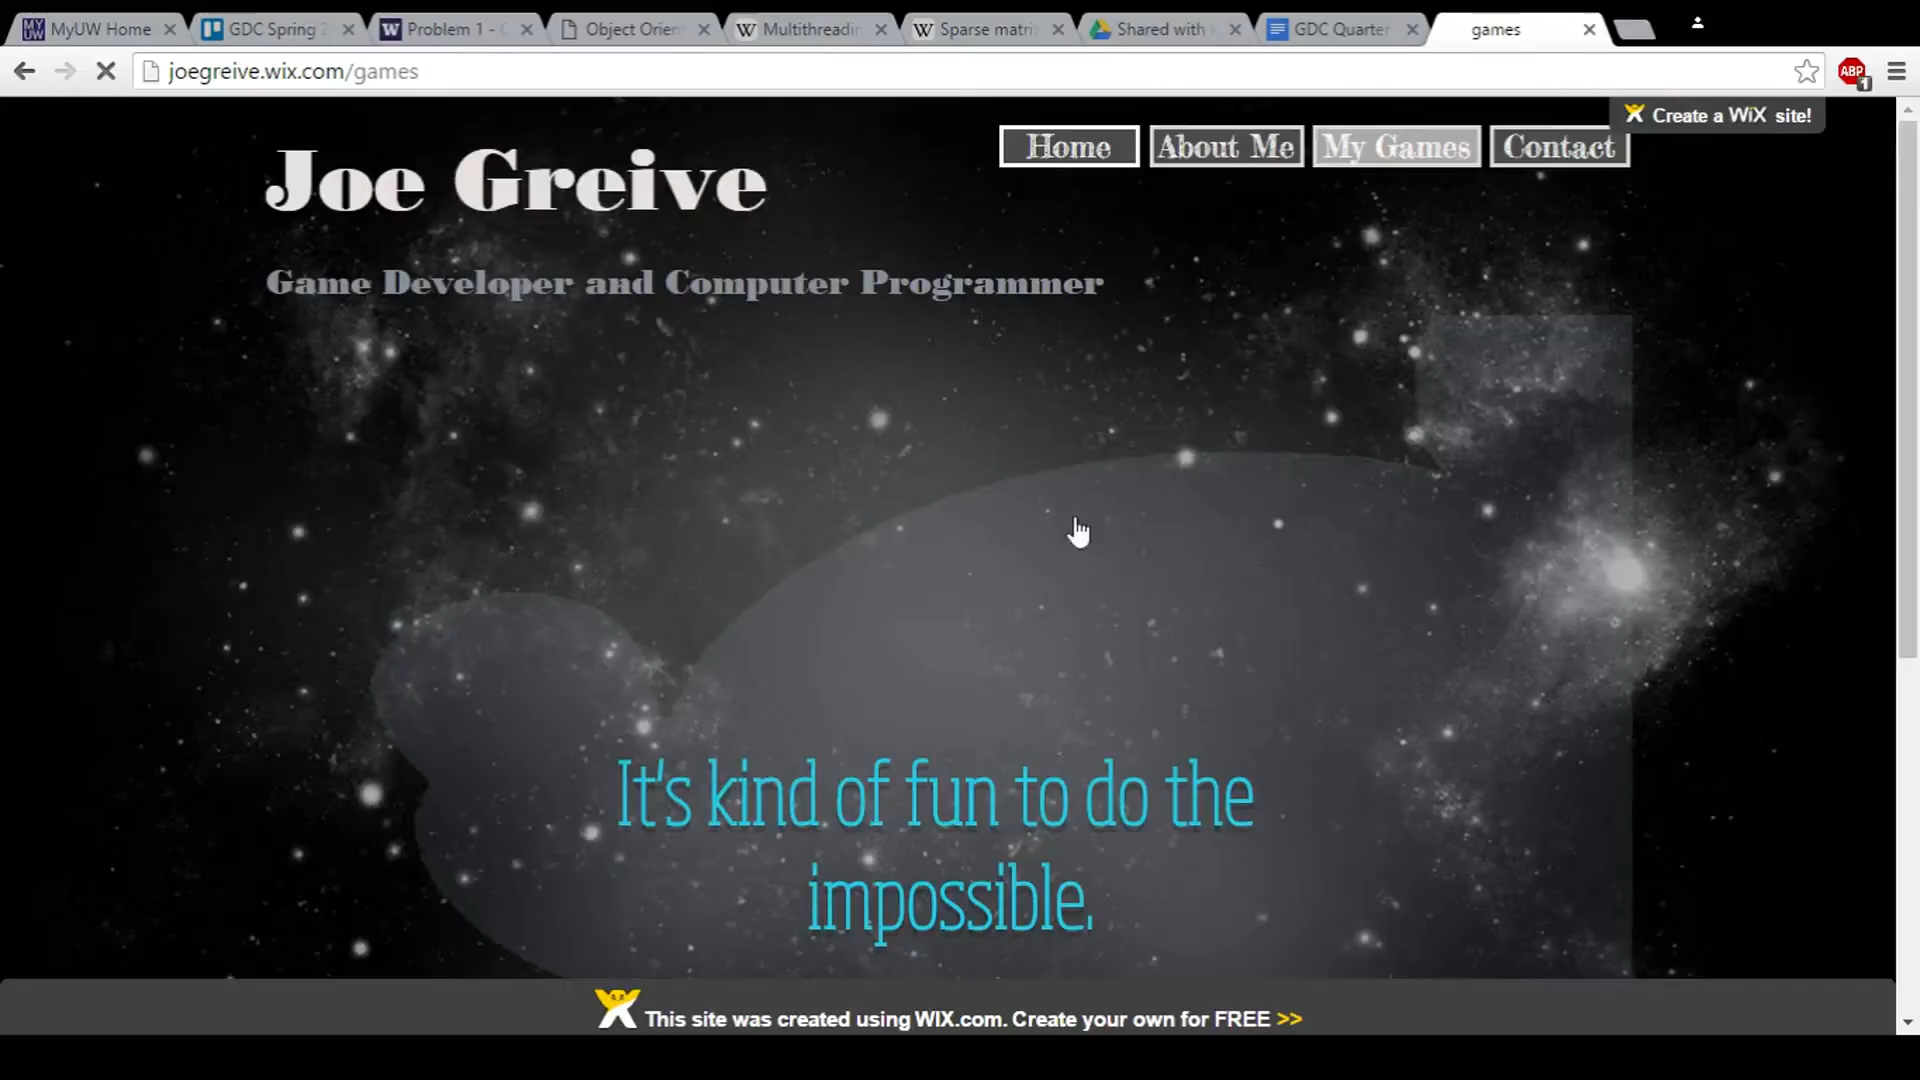 MyUW Home
GDC Spring 2
Problem 1 - C
Object Orien
Multithreadin
Sparse matri
Shared with
GDC Quarter
games
joegreive.wix.com/games
ABP
1
Create a WiX site!
Joe Greive
Home
About Me
My Games
Contact
Game Developer and Computer Programmer
It's kind of fun to do the
impossible.
This site was created using WIX.com. Create your own for FREE >>